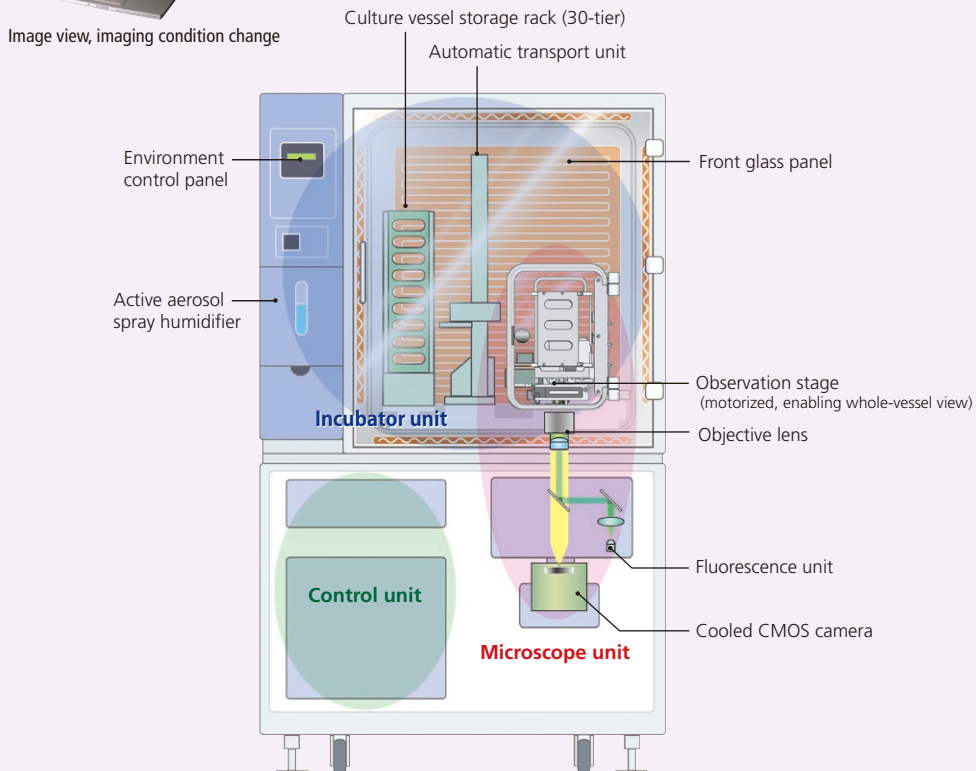 Image view, imaging condition change
Culture vessel storage rack (30-tier)
Automatic transport unit
Environment
control panel
Front glass panel
Active aerosol
spray humidifier
Observation stage
(motorized, enabling whole-vessel view)
Incubator unit
Objective lens
Fluorescence unit
Control unit
Cooled CMOS camera
Microscope unit